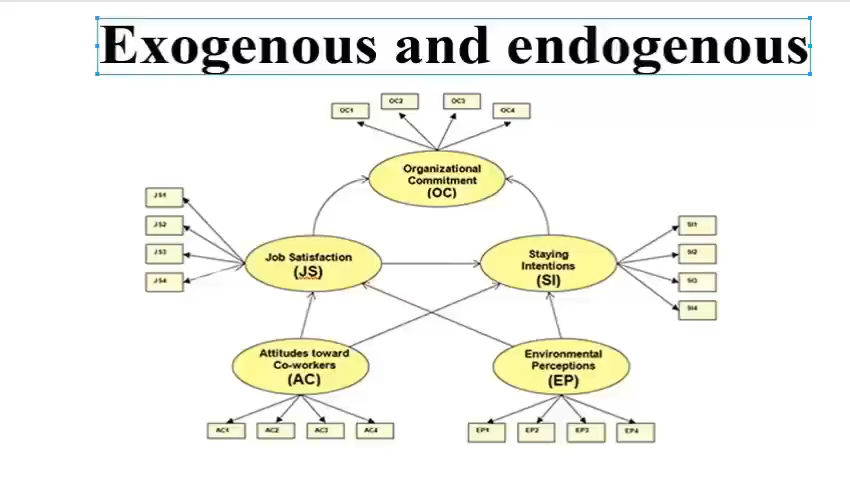 Exogenous and endogenous
OC1
OC2
OC3
OC4
Organizational
Commitment
(OC)
JS1
JS2
JS3
JS4
Job Satisfaction
(JS)
Staying
Intentions
(SI)
SI1
SI2
SI3
SI4
Attitudes toward
Co-workers
(AC)
Environmental
Perceptions
(EP)
AC1
AC2
AC3
AC4
EP1
EP2
EP3
EP4